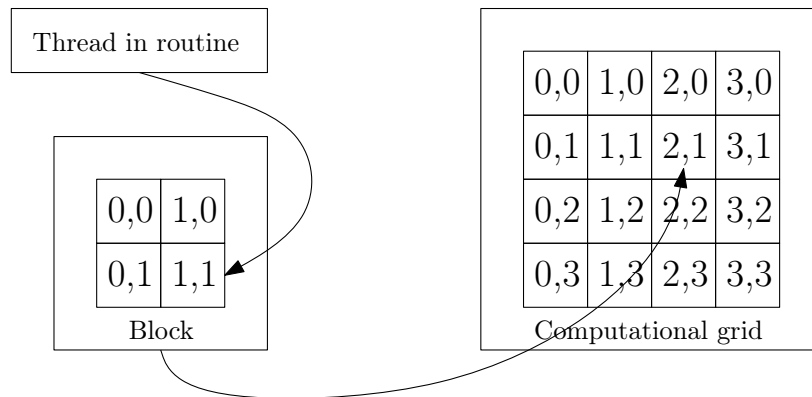 Thread in routine
0,0 1,0
0,1 1,1
Block
0,0 1,0 2,0 3,0
0,1 1,1 2,1 3,1
0,2 1,2 2,2 3,2
0,3 1,3 2,3 3,3
Computational grid